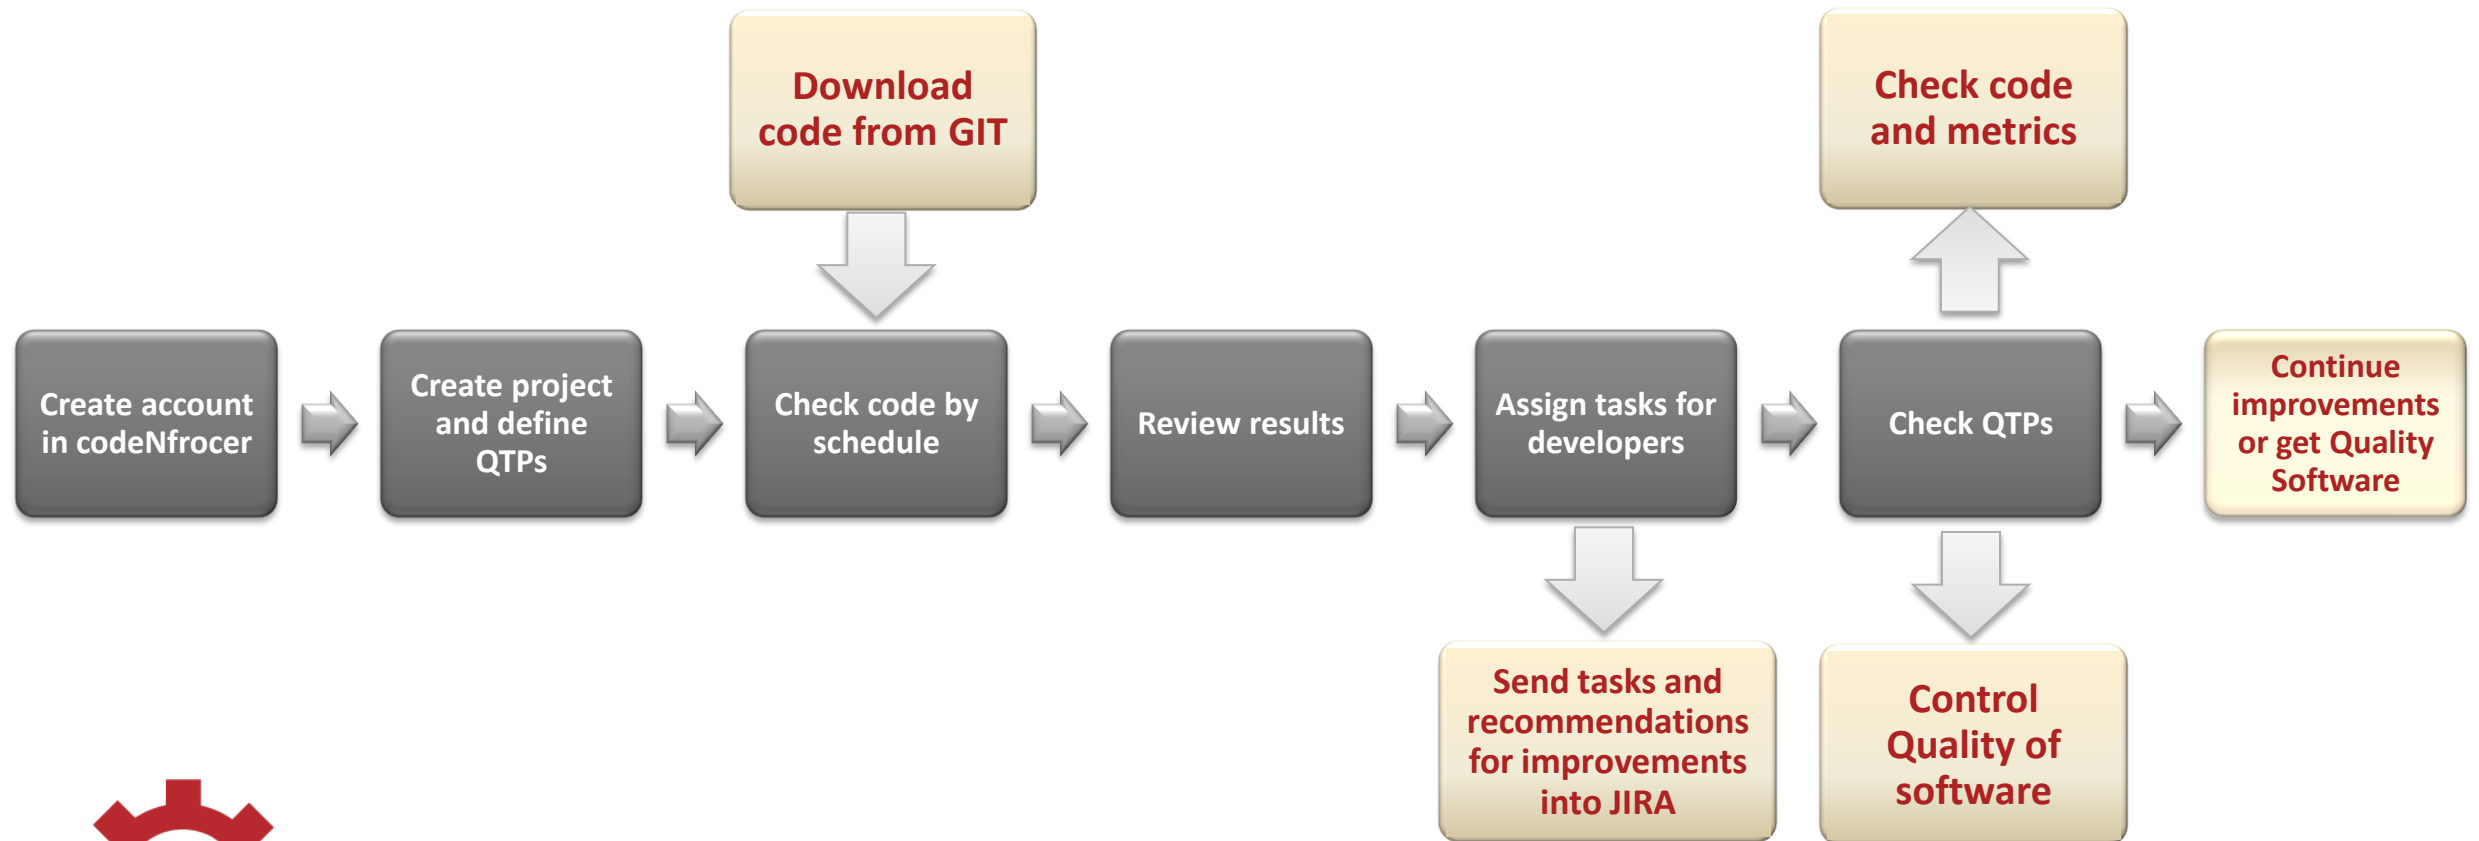 Download
code from GIT
Check code
and metrics
Create account
in codeNfrocer
Create project
and define
QTPs
Check code by
schedule
Review results
Assign tasks for
developers
Check QTPs
Continue
improvements
or get Quality
Software
Send tasks and
recommendations
for improvements
into JIRA
Control
Quality of
software